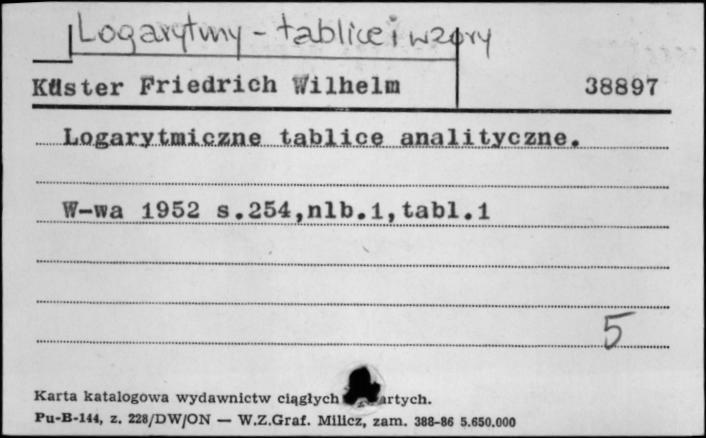 Logarytmy - tablice i wzory
Küster Friedrich Wilhelm 38897
Logarytmiczne tablice analityczne.
W-wa 1952 s.254,nlb.1,tabl.1
5
Karta katalogowa wydawnictw ciągłych
Pu-B-144, z. 228/DW/ON — W.Z.Graf. Milicz, zam. 388-86 5.650.000